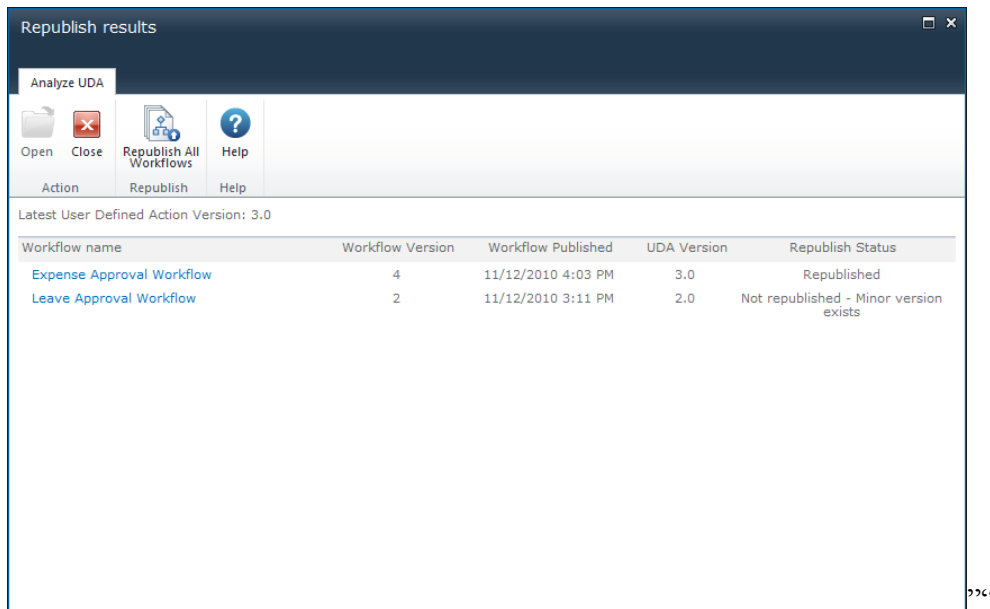 Republish results
Analyze UDA
Open Close Republish All Workflows Help
Action Republish Help
Latest User Defined Action Version: 3.0
Workflow name Workflow Version Workflow Published UDA Version Republish Status
Expense Approval Workflow 4 11/12/2010 4:03 PM 3.0 Republished
Leave Approval Workflow 2 11/12/2010 3:11 PM 2.0 Not republished - Minor version
exists